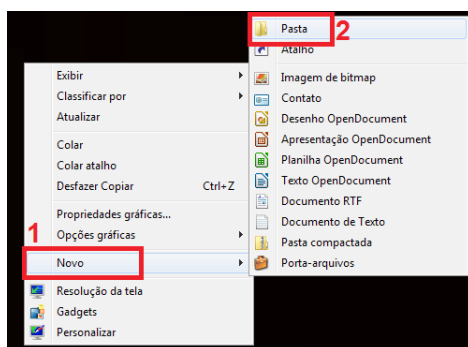 Exibir
Classificar por
Atualizar
Colar
Colar atalho
Desfazer Copiar Ctrl+Z
Propriedades gráficas...
Opções gráficas
1
Novo
Resolução da tela
Gadgets
Personalizar
Pasta 2
Atalho
Imagem de bitmap
Contato
Desenho OpenDocument
Apresentação OpenDocument
Planilha OpenDocument
Texto OpenDocument
Documento RTF
Documento de Texto
Pasta compactada
Porta-arquivos